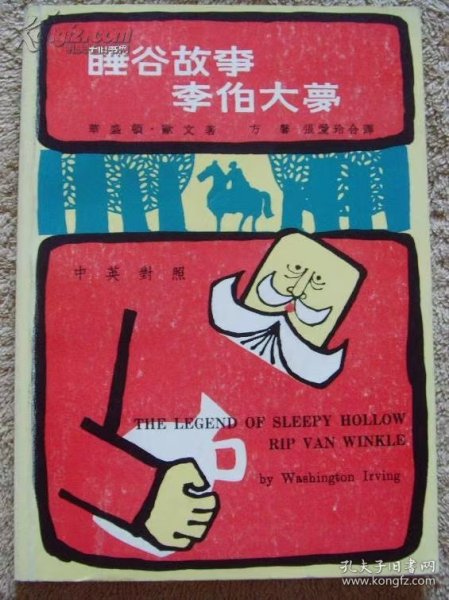 Kongfz.com
睡谷故事
李伯大夢
華盛頓·歐文著 方馨 張愛玲合譯
中英對照
THE LEGEND OF SLEEPY HOLLOW
RIP VAN WINKLE
by Washington Irving
孔夫子旧书网
www.kongfz.com